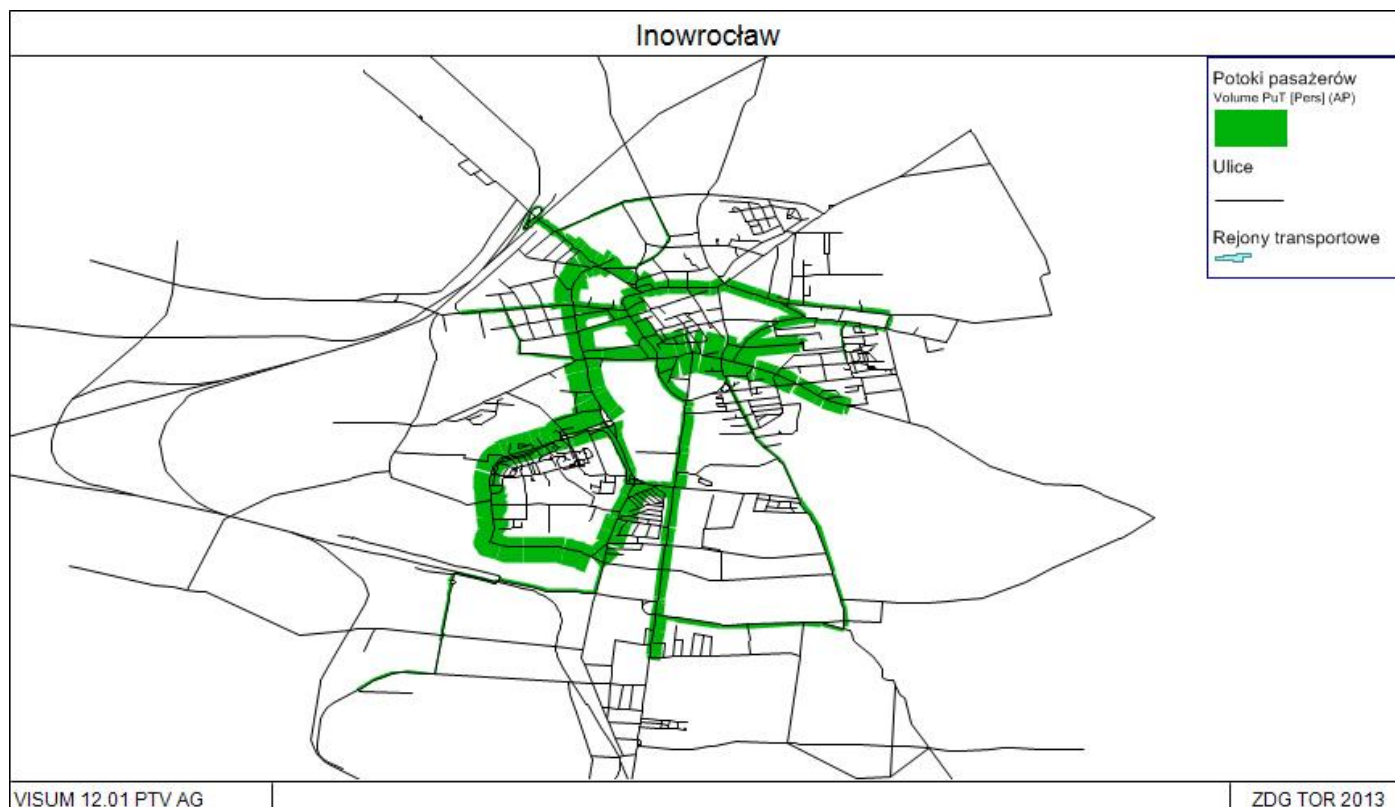 Inowrocław
Potoki pasażerów
Volume PuT [Pers] (AP)
Ulice
Rejony transportowe
VISUM 12.01 PTV AG
ZDG TOR 2013